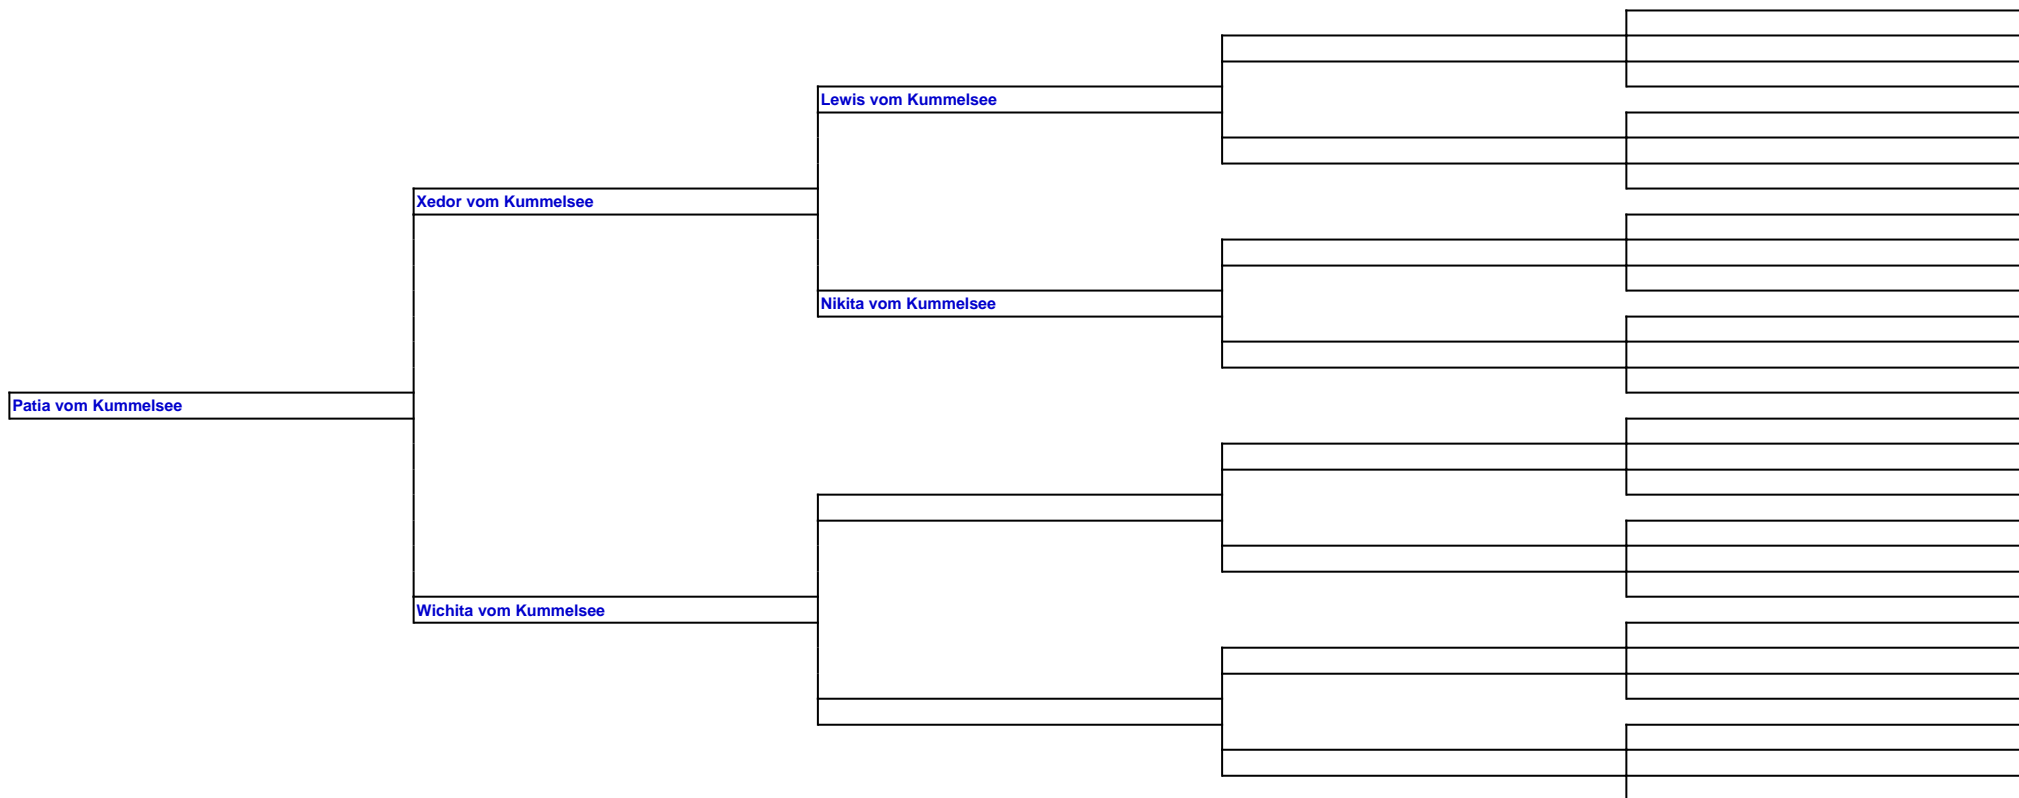 Lewis vom Kummelsee
Xedor vom Kummelsee
Nikita vom Kummelsee
Patia vom Kummelsee
Wichita vom Kummelsee